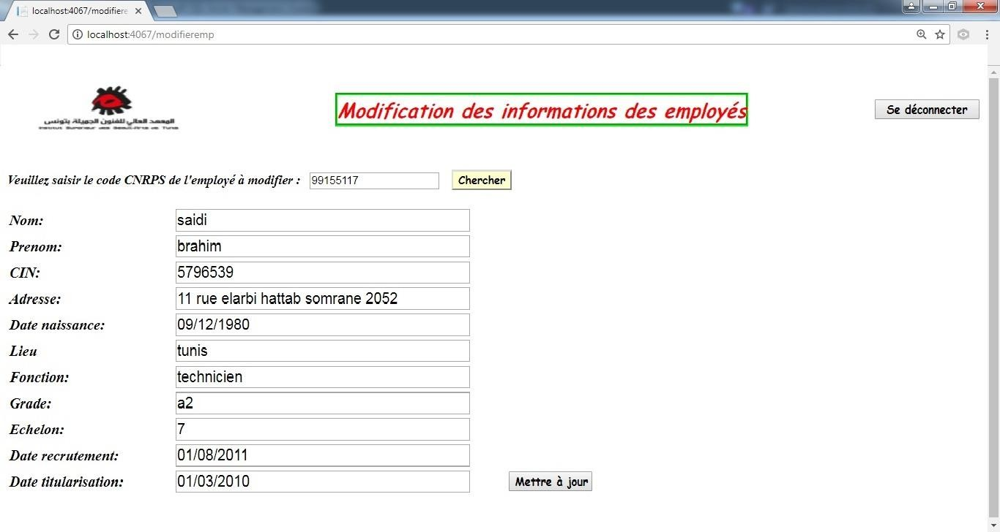 localhost:4067/modifiere
localhost:4067/modifieremp
المعهد العالي للفنون الجميلة بتونس
Institut Supérieur des Beaux-Arts de Tunis
Modification des informations des employés
Se déconnecter
Veuillez saisir le code CNRPS de l'employé à modifier : 99155117 Chercher
Nom: saidi
Prenom: brahim
CIN: 5796539
Adresse: 11 rue elarbi hattab somrane 2052
Date naissance: 09/12/1980
Lieu tunis
Fonction: technicien
Grade: a2
Echelon: 7
Date recrutement: 01/08/2011
Date titularisation: 01/03/2010 Mettre à jour